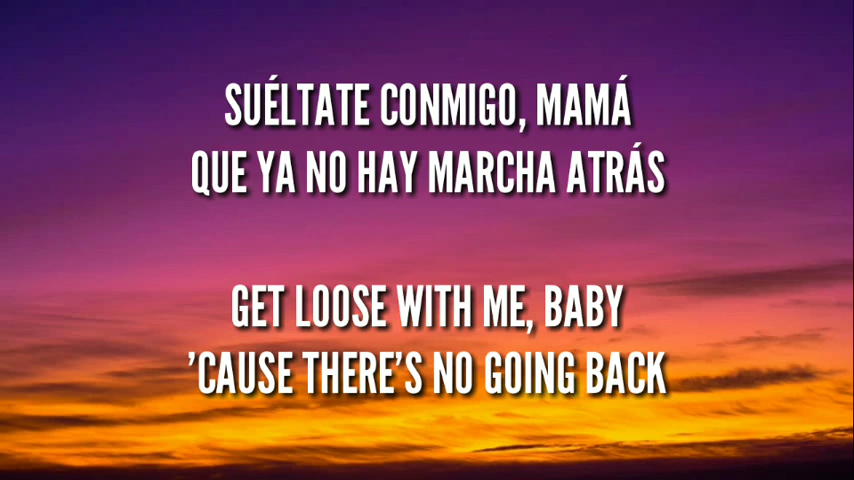 SUÉLTATE CONMIGO, MAMÁ
QUE YA NO HAY MARCHA ATRÁS
GET LOOSE WITH ME, BABY
’CAUSE THERE’S NO GOING BACK